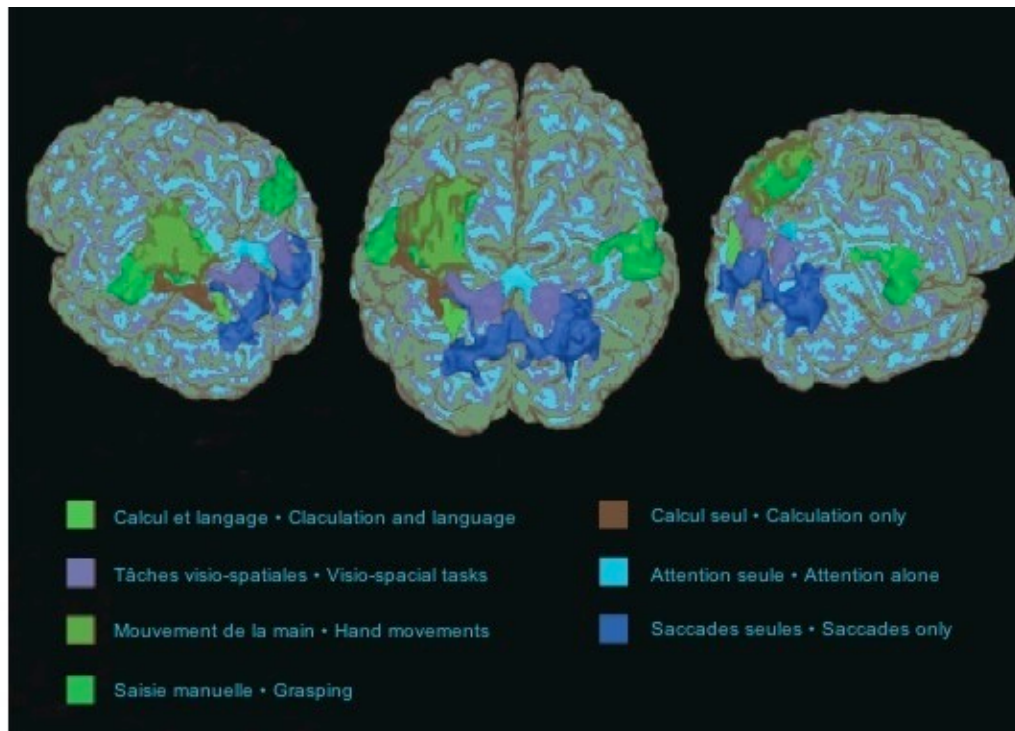 Calcul et langage • Claculation and language
Calcul seul • Calculation only
Tâches visio-spatiales • Visio-spacial tasks
Attention seule • Attention alone
Mouvement de la main • Hand movements
Saccades seules • Saccades only
Saisie manuelle • Grasping